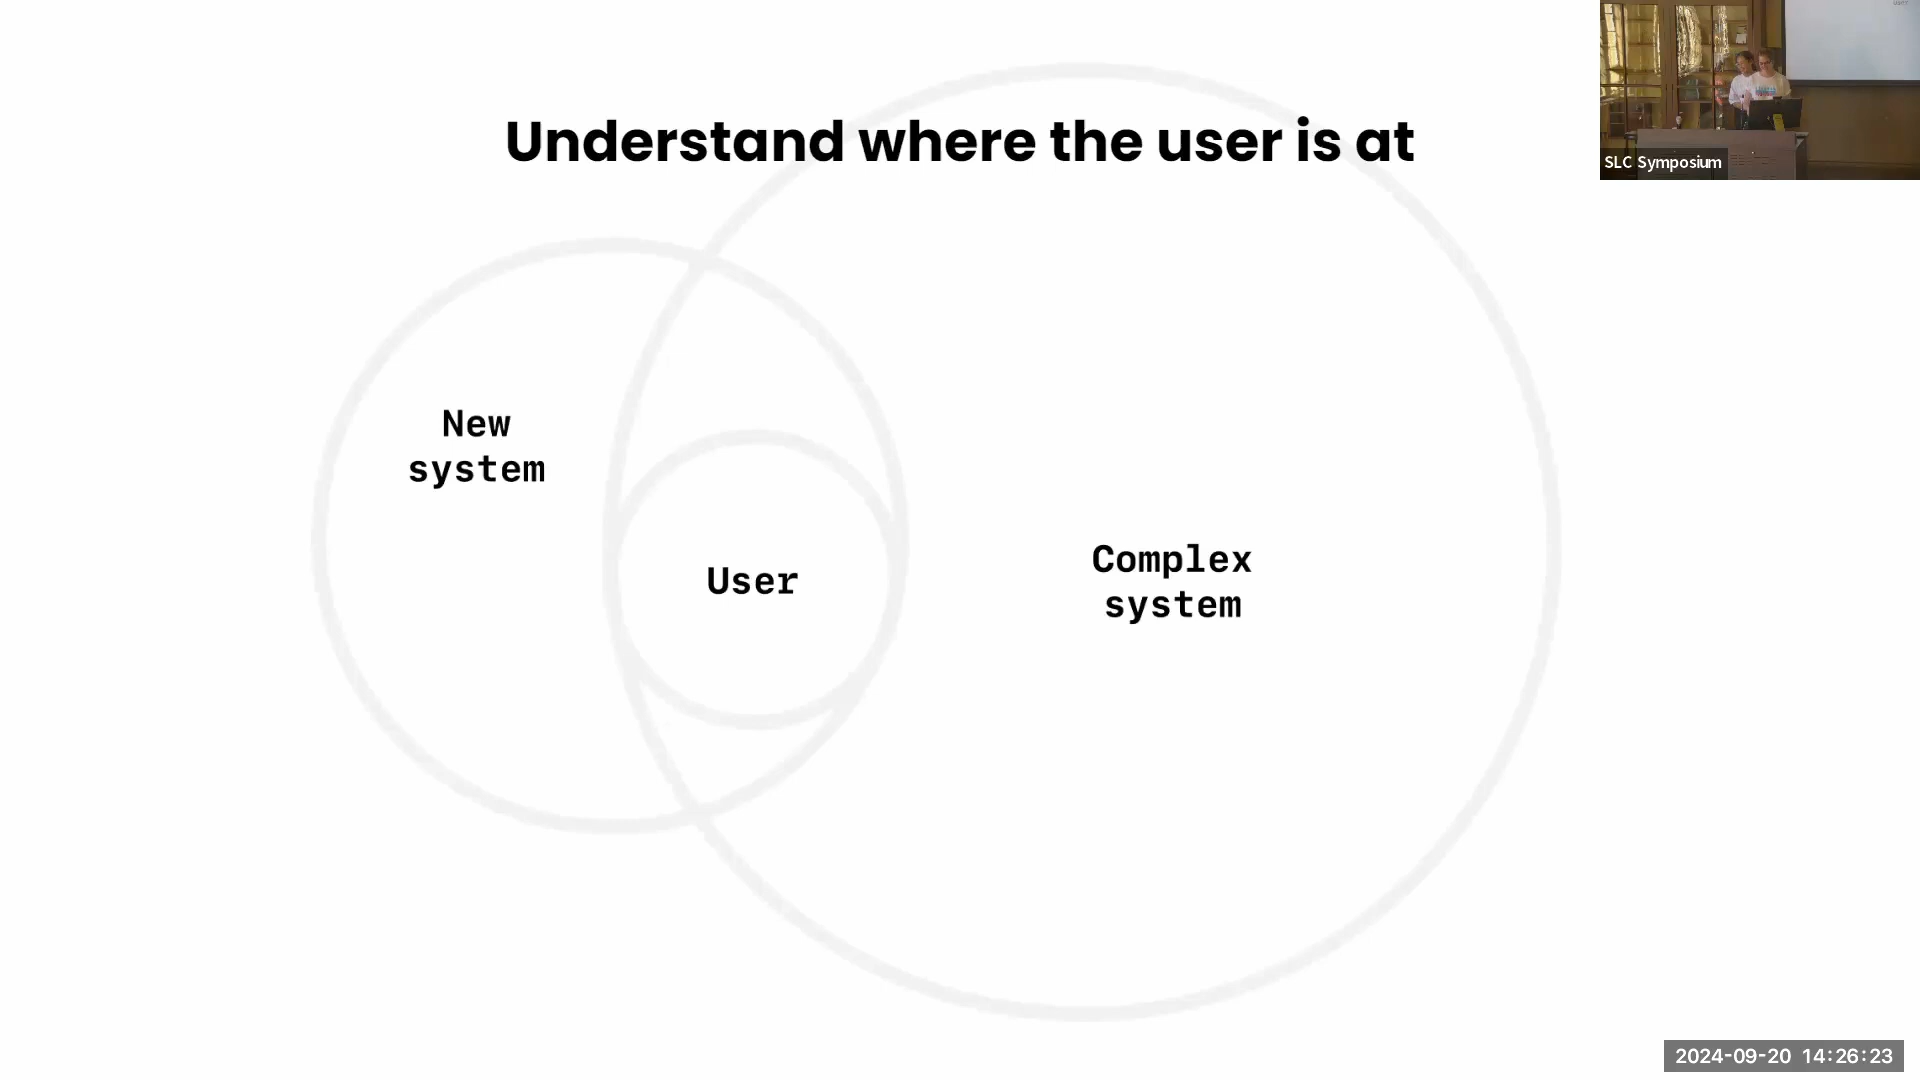 Understand where the user is at
SLC Symposium
New
system
User
Complex
system
2024-09-20 14:26:23